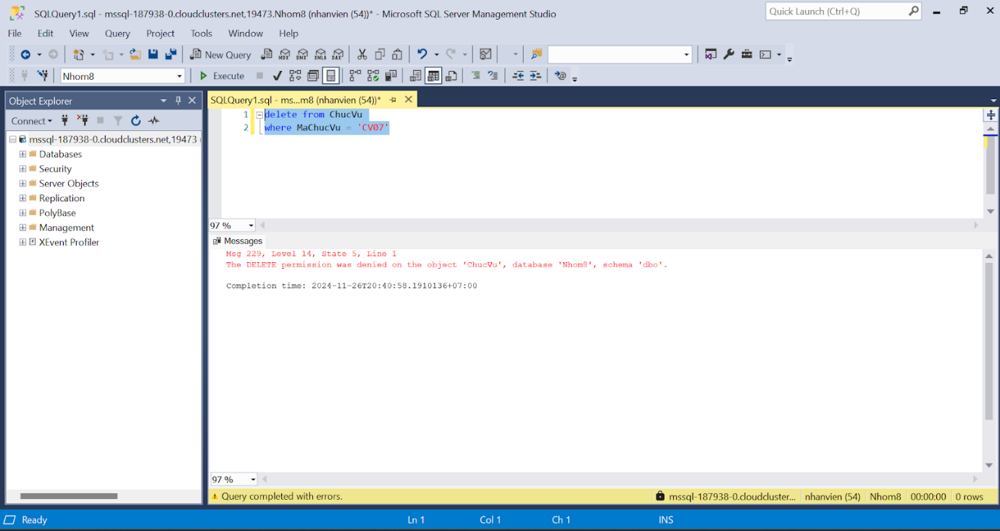 SQLQuery1.sql - mssql-187938-0.cloudclusters.net,19473.Nhom8 (nhanvien (54))* - Microsoft SQL Server Management Studio
Quick Launch (Ctrl+Q)
File Edit View Query Project Tools Window Help
New Query MDX DMX XMLA DAX
Nhom8 Execute
Object Explorer
SQLQuery1.sql - ms...m8 (nhanvien (54))*
Connect
mssql-187938-0.cloudclusters.net,19473 (
Databases
Security
Server Objects
Replication
PolyBase
Management
XEvent Profiler
1 delete from ChucVu
2 where MaChucVu = 'CV07'
97 %
Messages
Msg 229, Level 14, State 5, Line 1
The DELETE permission was denied on the object 'ChucVu', database 'Nhom8', schema 'dbo'.
Completion time: 2024-11-26T20:40:58.1910136+07:00
97 %
Query completed with errors. mssql-187938-0.cloudcluster... nhanvien (54) Nhom8 00:00:00 0 rows
Ready Ln 1 Col 1 Ch 1 INS